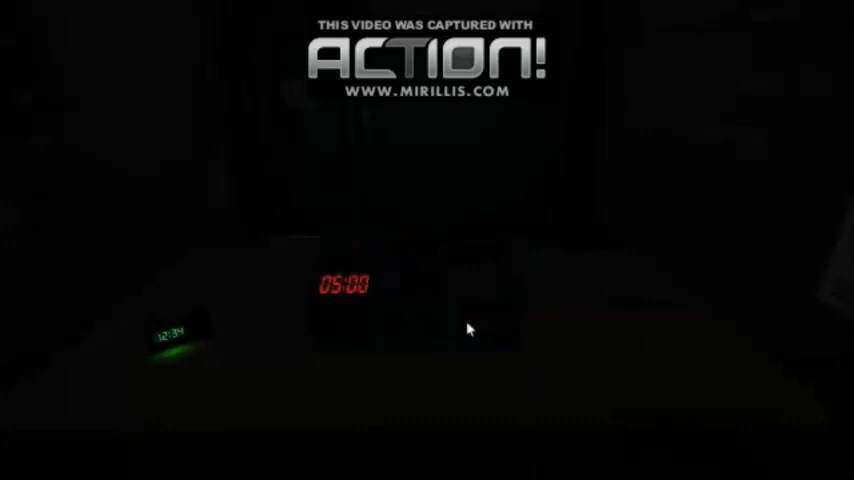 THIS VIDEO WAS CAPTURED WITH
ACTION!
WWW.MIRILLIS.COM
05:00
12:34